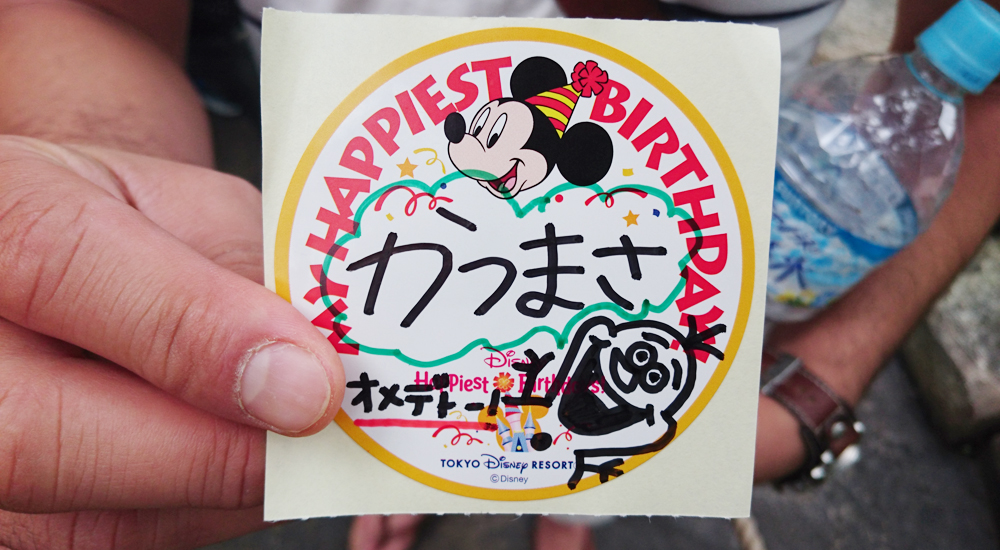 MY HAPPIEST BIRTHDAY
かつまさ
Disney
Happiest Birthdays!
オメデトー!
TOKYO Disney RESORT
©Disney